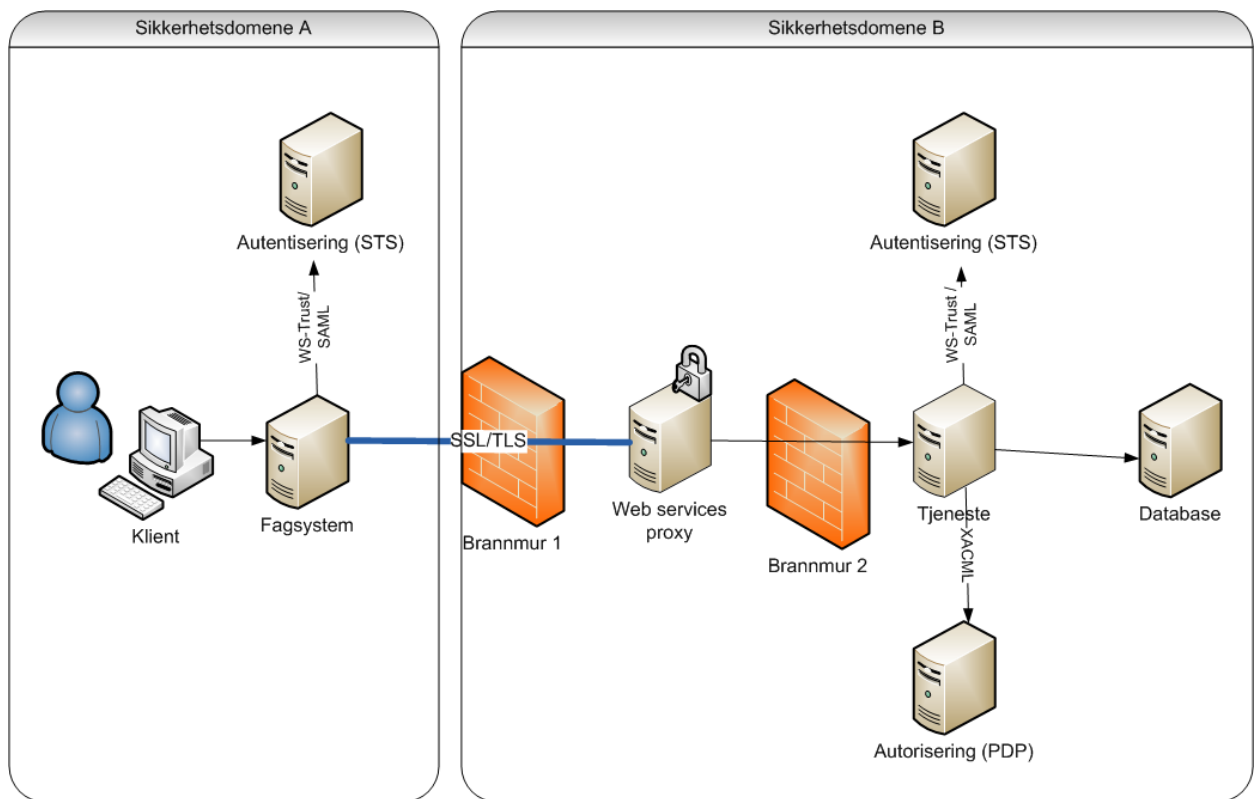 Sikkerhetsdomene A
Sikkerhetsdomene B
Autentisering (STS)
Autentisering (STS)
WS-Trust/
SAML
WS-Trust /
SAML
SSL/TLS
Klient
Fagsystem
Brannmur 1
Web services
proxy
Brannmur 2
Tjeneste
Database
XACML
Autorisering (PDP)